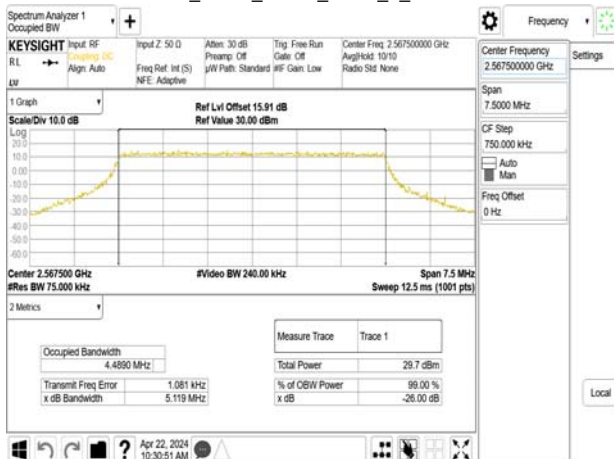 Spectrum Analyzer 1
Occupied BW
Frequency
KEYSIGHT
RL
Input: RF
Coupling: DC
Align: Auto
Input Z: 50 Ω
Freq Ref: Int (S)
NFE: Adaptive
Atten: 30 dB
Preamp: Off
µW Path: Standard
Trig: Free Run
Gate: Off
#IF Gain: Low
Center Freq: 2.567500000 GHz
Avg|Hold: 10/10
Radio Std: None
Center Frequency
2.567500000 GHz
Settings
Span
7.5000 MHz
CF Step
750.000 kHz
Auto
Man
Freq Offset
0 Hz
Local
1 Graph
Scale/Div 10.0 dB
Ref Lvl Offset 15.91 dB
Ref Value 30.00 dBm
Log
20.0
10.0
0.00
-10.0
-20.0
-30.0
-40.0
-50.0
-60.0
Center 2.567500 GHz
#Video BW 240.00 kHz
Span 7.5 MHz
#Res BW 75.000 kHz
Sweep 12.5 ms (1001 pts)
2 Metrics
Measure Trace
Trace 1
Occupied Bandwidth
4.4890 MHz
Total Power
29.7 dBm
Transmit Freq Error
1.081 kHz
% of OBW Power
99.00 %
x dB Bandwidth
5.119 MHz
x dB
-26.00 dB
?
Apr 22, 2024
10:30:51 AM